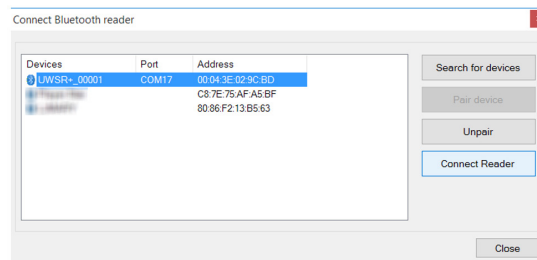 Connect Bluetooth reader
Devices Port Address
UWSR+_00001 COM17 00:04:3E:02:9C:BD
C8:7E:75:AF:A5:BF
80:86:F2:13:B5:63
Search for devices
Pair device
Unpair
Connect Reader
Close